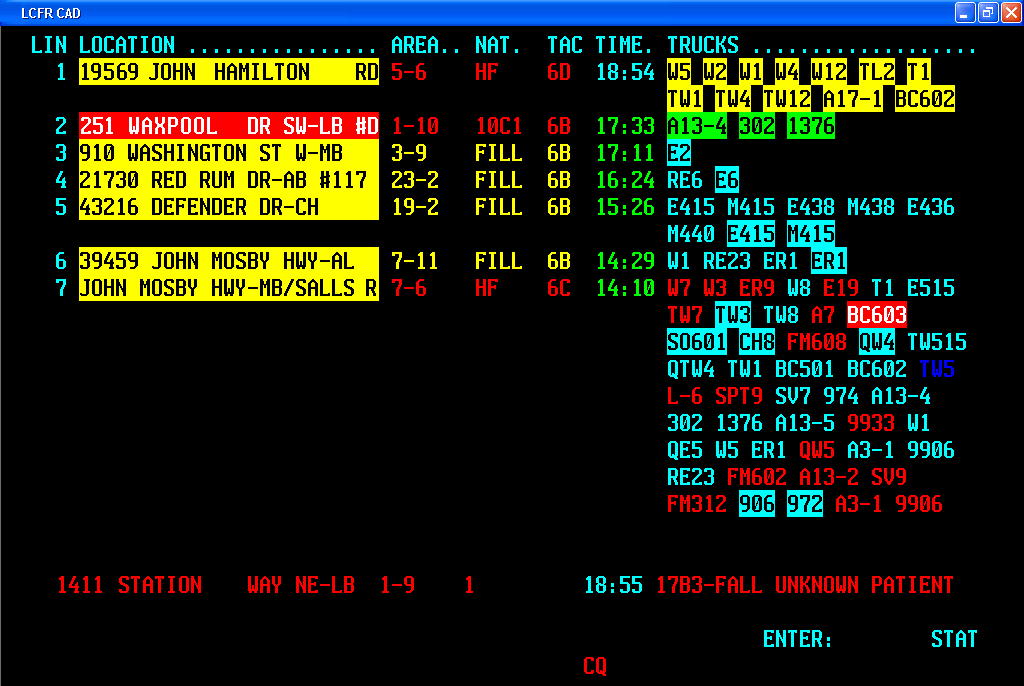 LCFR CAD
LIN LOCATION ................ AREA.. NAT. TAC TIME. TRUCKS ...................
1 19569 JOHN HAMILTON RD 5-6 HF 6D 18:54 W5 W2 W1 W4 W12 TL2 T1
TW1 TW4 TW12 A17-1 BC602
2 251 WAXPOOL DR SW-LB #D 1-10 10C1 6B 17:33 A13-4 302 1376
3 910 WASHINGTON ST W-MB 3-9 FILL 6B 17:11 E2
4 21730 RED RUM DR-AB #117 23-2 FILL 6B 16:24 RE6 E6
5 43216 DEFENDER DR-CH 19-2 FILL 6B 15:26 E415 M415 E438 M438 E436
M440 E415 M415
6 39459 JOHN MOSBY HWY-AL 7-11 FILL 6B 14:29 W1 RE23 ER1 ER1
7 JOHN MOSBY HWY-MB/SALLS R 7-6 HF 6C 14:10 W7 W3 ER9 W8 E19 T1 E515
TW7 TW3 TW8 A7 BC603
SO601 CH8 FM608 QW4 TW515
QTW4 TW1 BC501 BC602 TW5
L-6 SPT9 SV7 974 A13-4
302 1376 A13-5 9933 W1
QE5 W5 ER1 QW5 A3-1 9906
RE23 FM602 A13-2 SV9
FM312 906 972 A3-1 9906
1411 STATION WAY NE-LB 1-9 1 18:55 17B3-FALL UNKNOWN PATIENT
ENTER: STAT
CQ